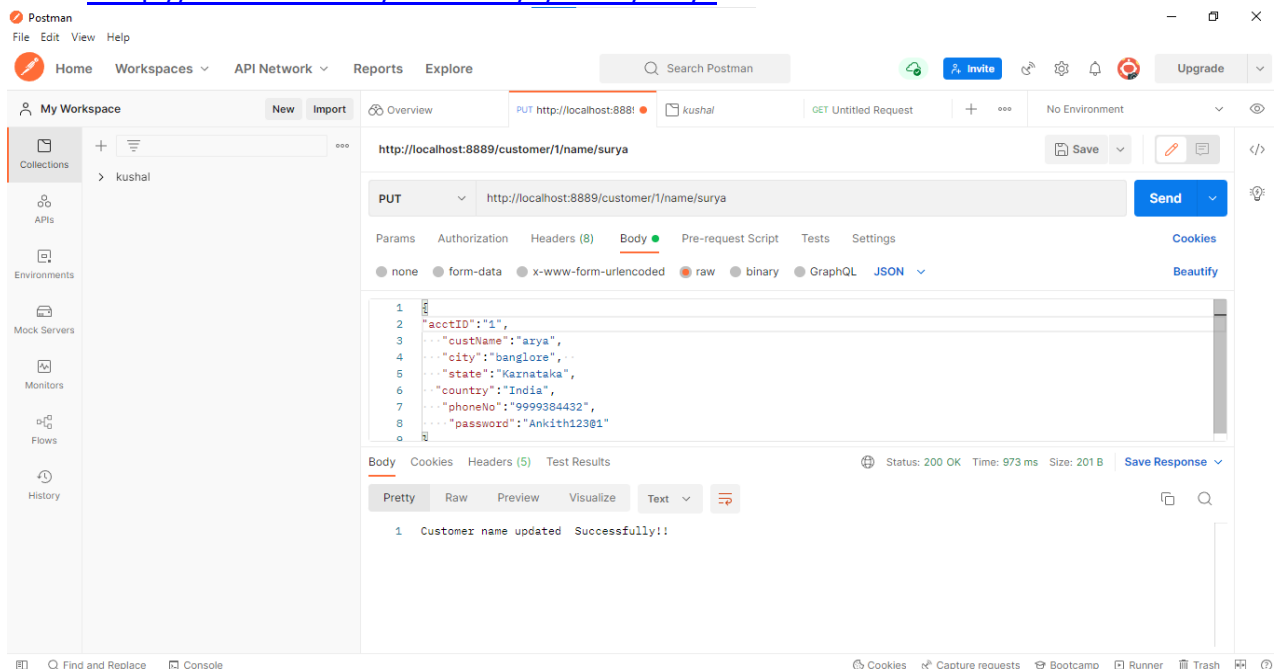 Postman
File Edit View Help
Home Workspaces API Network Reports Explore Search Postman Invite Upgrade
My Workspace New Import Overview PUT http://localhost:888 kushal GET Untitled Request No Environment
http://localhost:8889/customer/1/name/surya Save
Collections
kushal
PUT http://localhost:8889/customer/1/name/surya Send
APIs
Params Authorization Headers (8) Body Pre-request Script Tests Settings Cookies
Environments
none form-data x-www-form-urlencoded raw binary GraphQL JSON Beautify
Mock Servers
Monitors
Flows
History
1 {
2 "acctID":"1",
3 "custName":"arya",
4 "city":"banglore",
5 "state":"Karnataka",
6 "country":"India",
7 "phoneNo":"9999384432",
8 "password":"Ankith123@1"
9 }
Body Cookies Headers (5) Test Results Status: 200 OK Time: 973 ms Size: 201 B Save Response
Pretty Raw Preview Visualize Text
1 Customer name updated Successfully!!
Find and Replace Console Cookies Capture requests Bootcamp Runner Trash